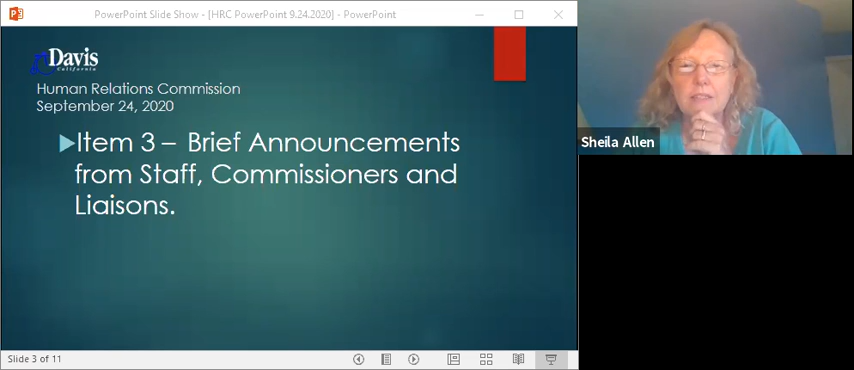 PowerPoint Slide Show - [HRC PowerPoint 9.24.2020] - PowerPoint
Davis
California
Human Relations Commission
September 24, 2020
Item 3 – Brief Announcements
from Staff, Commissioners and
Liaisons.
Sheila Allen
Slide 3 of 11